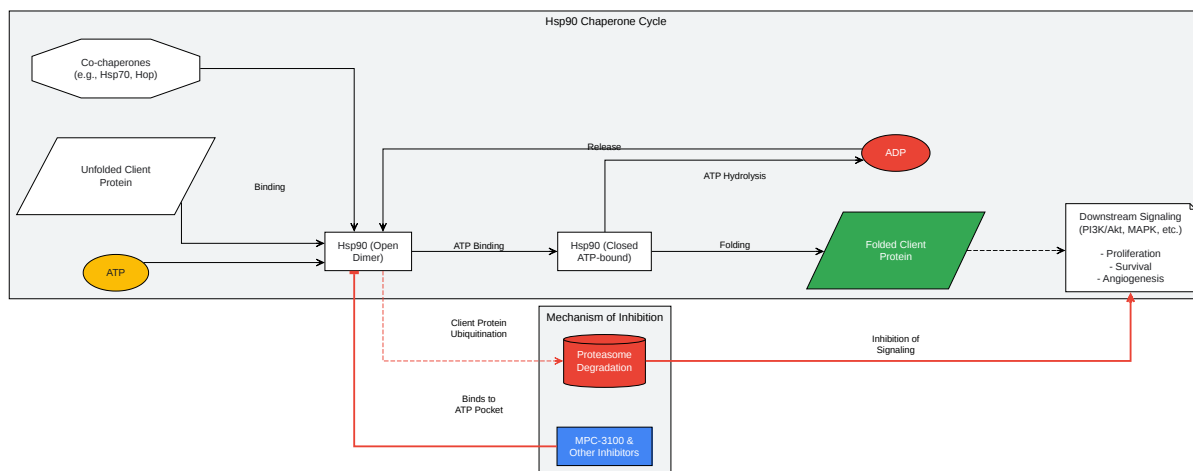 Hsp90 Chaperone Cycle
Co-chaperones
(e.g., Hsp70, Hop)
Unfolded Client
Protein
Binding
ATP
Hsp90 (Open
Dimer)
ATP Binding
Hsp90 (Closed
ATP-bound)
Release
ATP Hydrolysis
ADP
Folding
Folded Client
Protein
Downstream Signaling
(PI3K/Akt, MAPK, etc.)
- Proliferation
- Survival
- Angiogenesis
Mechanism of Inhibition
Client Protein
Ubiquitination
Proteasome
Degradation
Inhibition of
Signaling
Binds to
ATP Pocket
MPC-3100 &
Other Inhibitors